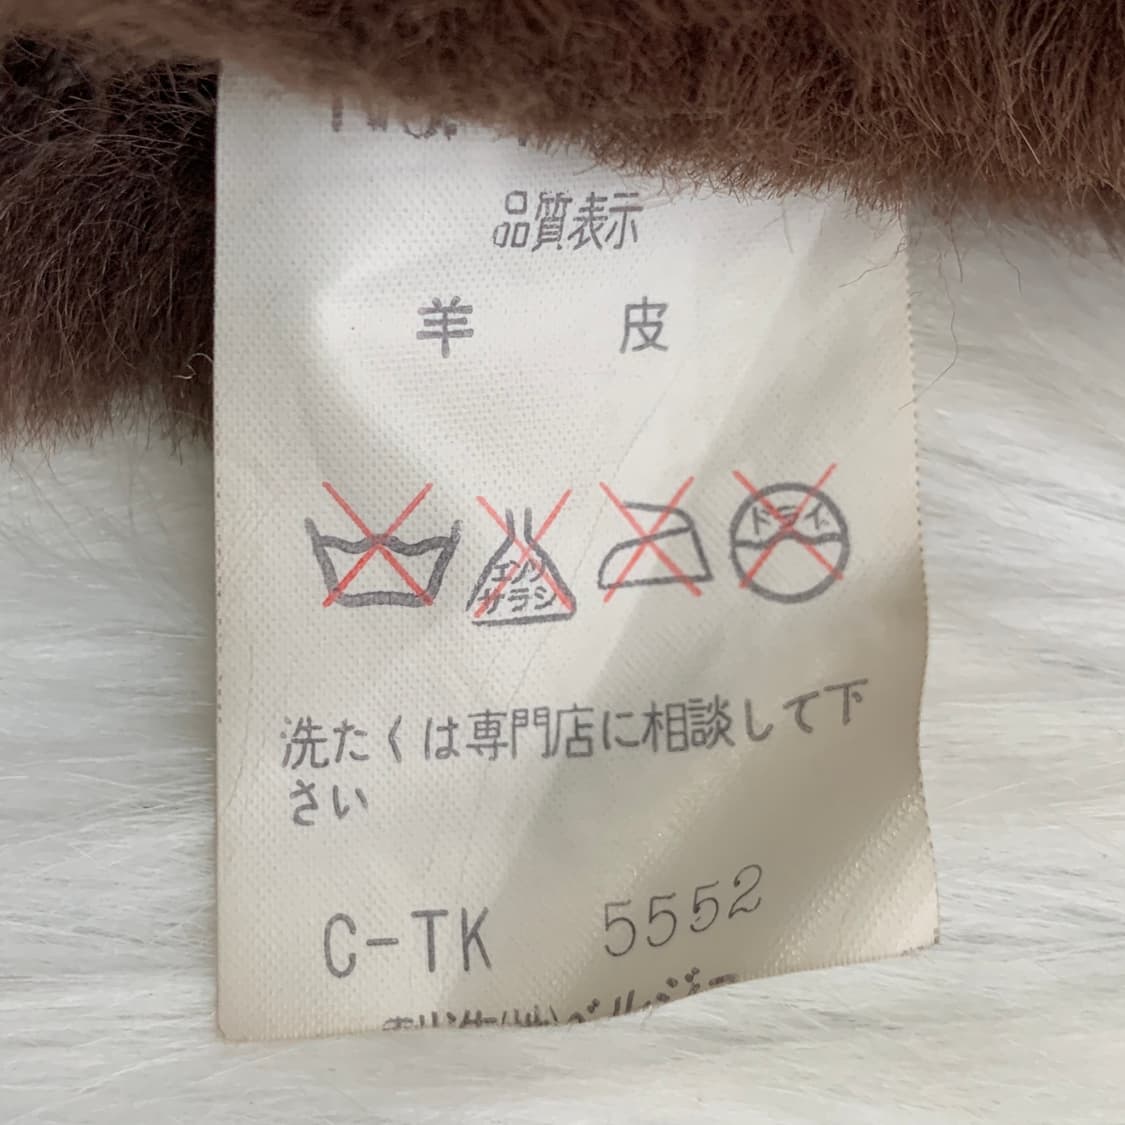 品質表示
羊 皮
エンソ
サラシ
ドライ
洗たくは専門店に相談して下
さい
C-TK 5552